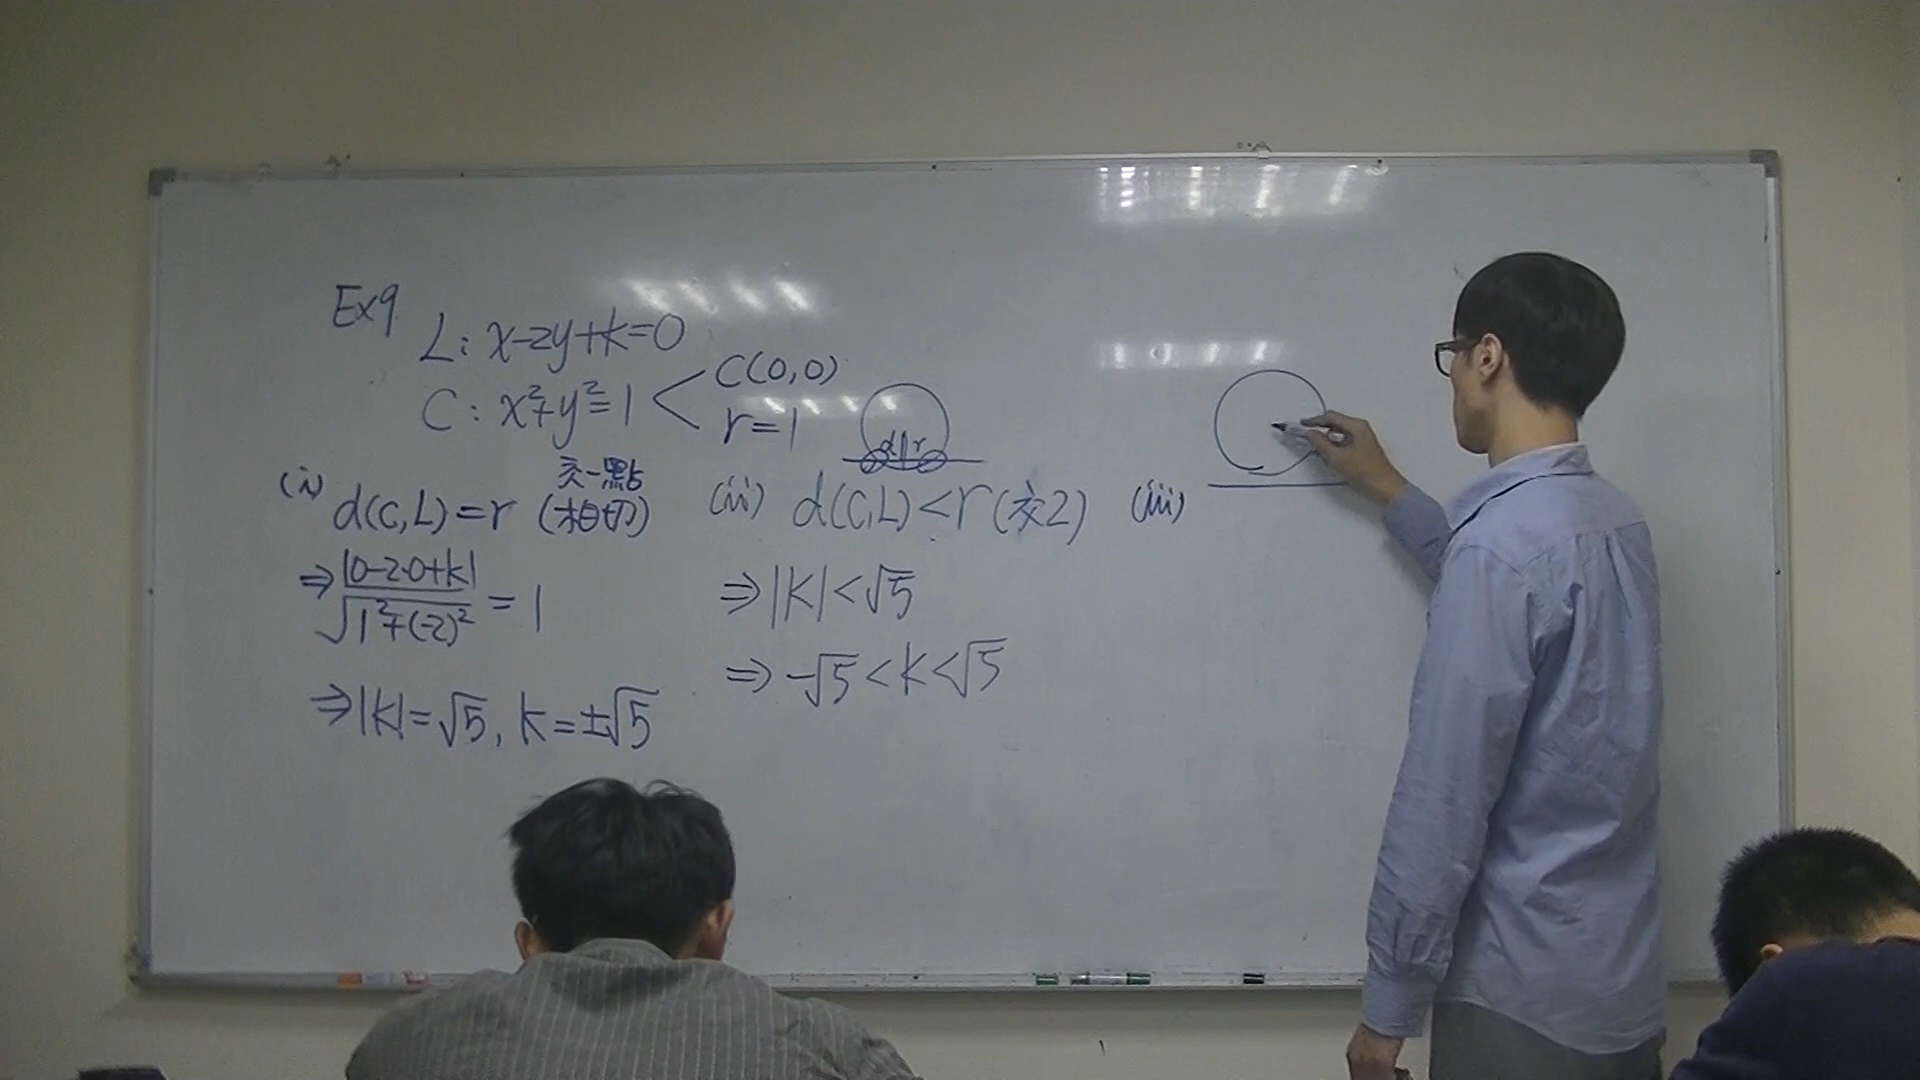 Ex9
L: x-2y+k=0
C: x²+y²=1 < C(0,0)
r=1
d r
(i) d(C,L)=r (相切)
交一點
⇒ |0-2·0+k| / √(1²+(-2)²) = 1
⇒ |k|=√5, k=±√5
(ii) d(C,L)<r (交2)
⇒ |k|<√5
⇒ -√5<k<√5
(iii)